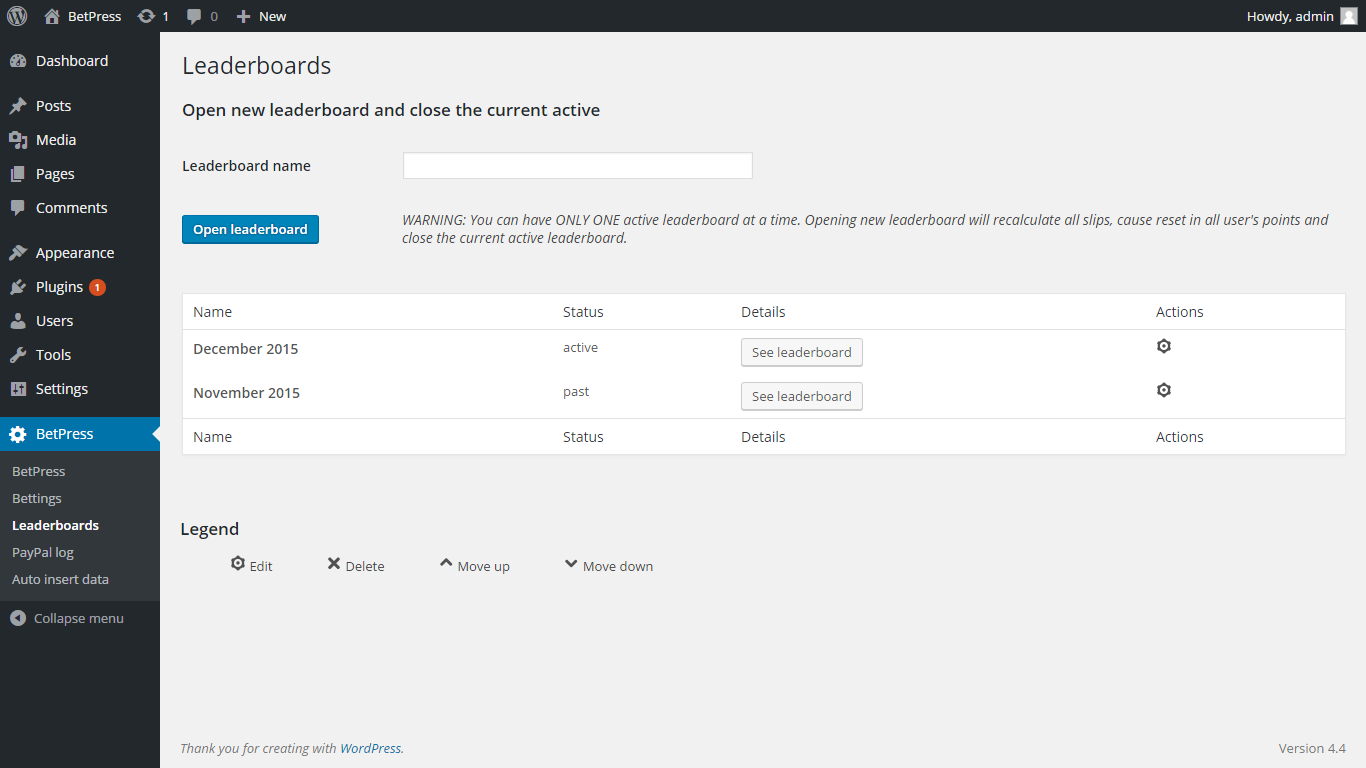 BetPress 1 0 New Howdy, admin
Dashboard
Posts
Media
Pages
Comments
Appearance
Plugins 1
Users
Tools
Settings
BetPress
BetPress
Bettings
Leaderboards
PayPal log
Auto insert data
Collapse menu
Leaderboards
Open new leaderboard and close the current active
Leaderboard name
Open leaderboard
WARNING: You can have ONLY ONE active leaderboard at a time. Opening new leaderboard will recalculate all slips, cause reset in all user's points and
close the current active leaderboard.
Name Status Details Actions
December 2015 active See leaderboard
November 2015 past See leaderboard
Name Status Details Actions
Legend
Edit Delete Move up Move down
Thank you for creating with WordPress. Version 4.4